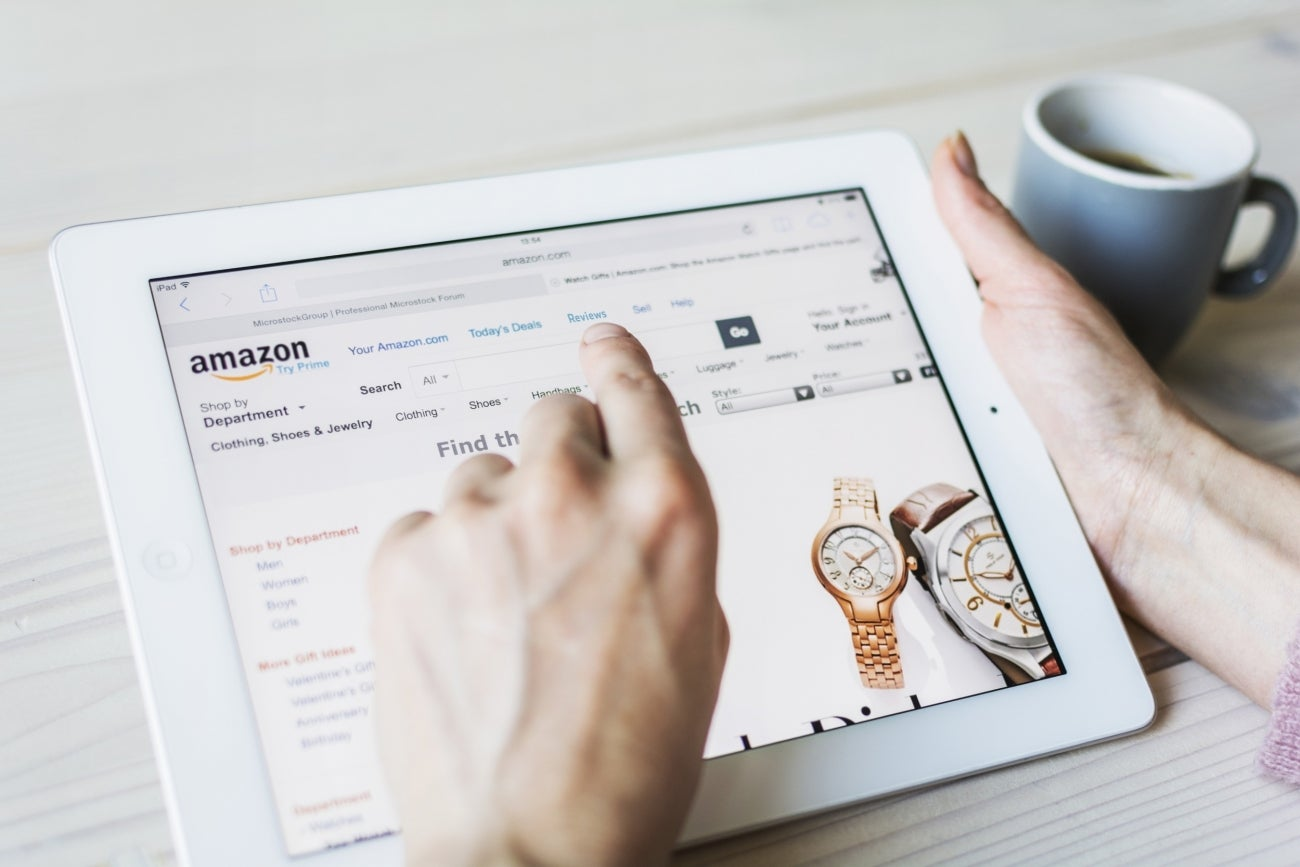 iPad
13:54
amazon.com
MicrostockGroup | Professional Microstock Forum
Watch Gifts | Amazon.com: Shop the Amazon Watch Gifts page and find the
amazon
Try Prime
Your Amazon.com
Today's Deals
Reviews
Sell
Help
Hello, Sign in
Your Account
Shop by
Department
Search
All
Go
Clothing, Shoes & Jewelry
Clothing
Shoes
Handbags
Luggage
Jewelry
Watches
Find th
ch
Style:
All
Price:
All
Shop by Department
Men
Women
Boys
Girls
More Gift Ideas
Valentine's Gif
Valentine's Gi
Anniversary
Birthday
Department
Watches
6